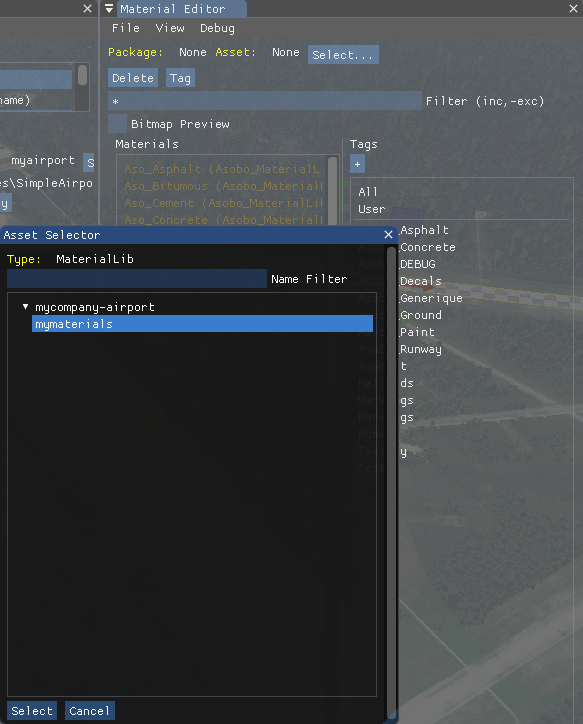 Material Editor
File View Debug
Package: None Asset: None Select...
Delete Tag
* Filter (inc,-exc)
Bitmap Preview
Materials
Aso_Asphalt (Asobo_MaterialL
Aso_Bitumous (Asobo_Material
Aso_Cement (Asobo_MaterialLi
Aso_Concrete (Asobo_Material
Tags
+
All
User
Asphalt
Concrete
DEBUG
Decals
Generique
Ground
Paint
Runway
t
ds
gs
gs
y
name)
myairport S
es\SimpleAirpo
y
Asset Selector
Type: MaterialLib
Name Filter
mycompany-airport
mymaterials
Select Cancel